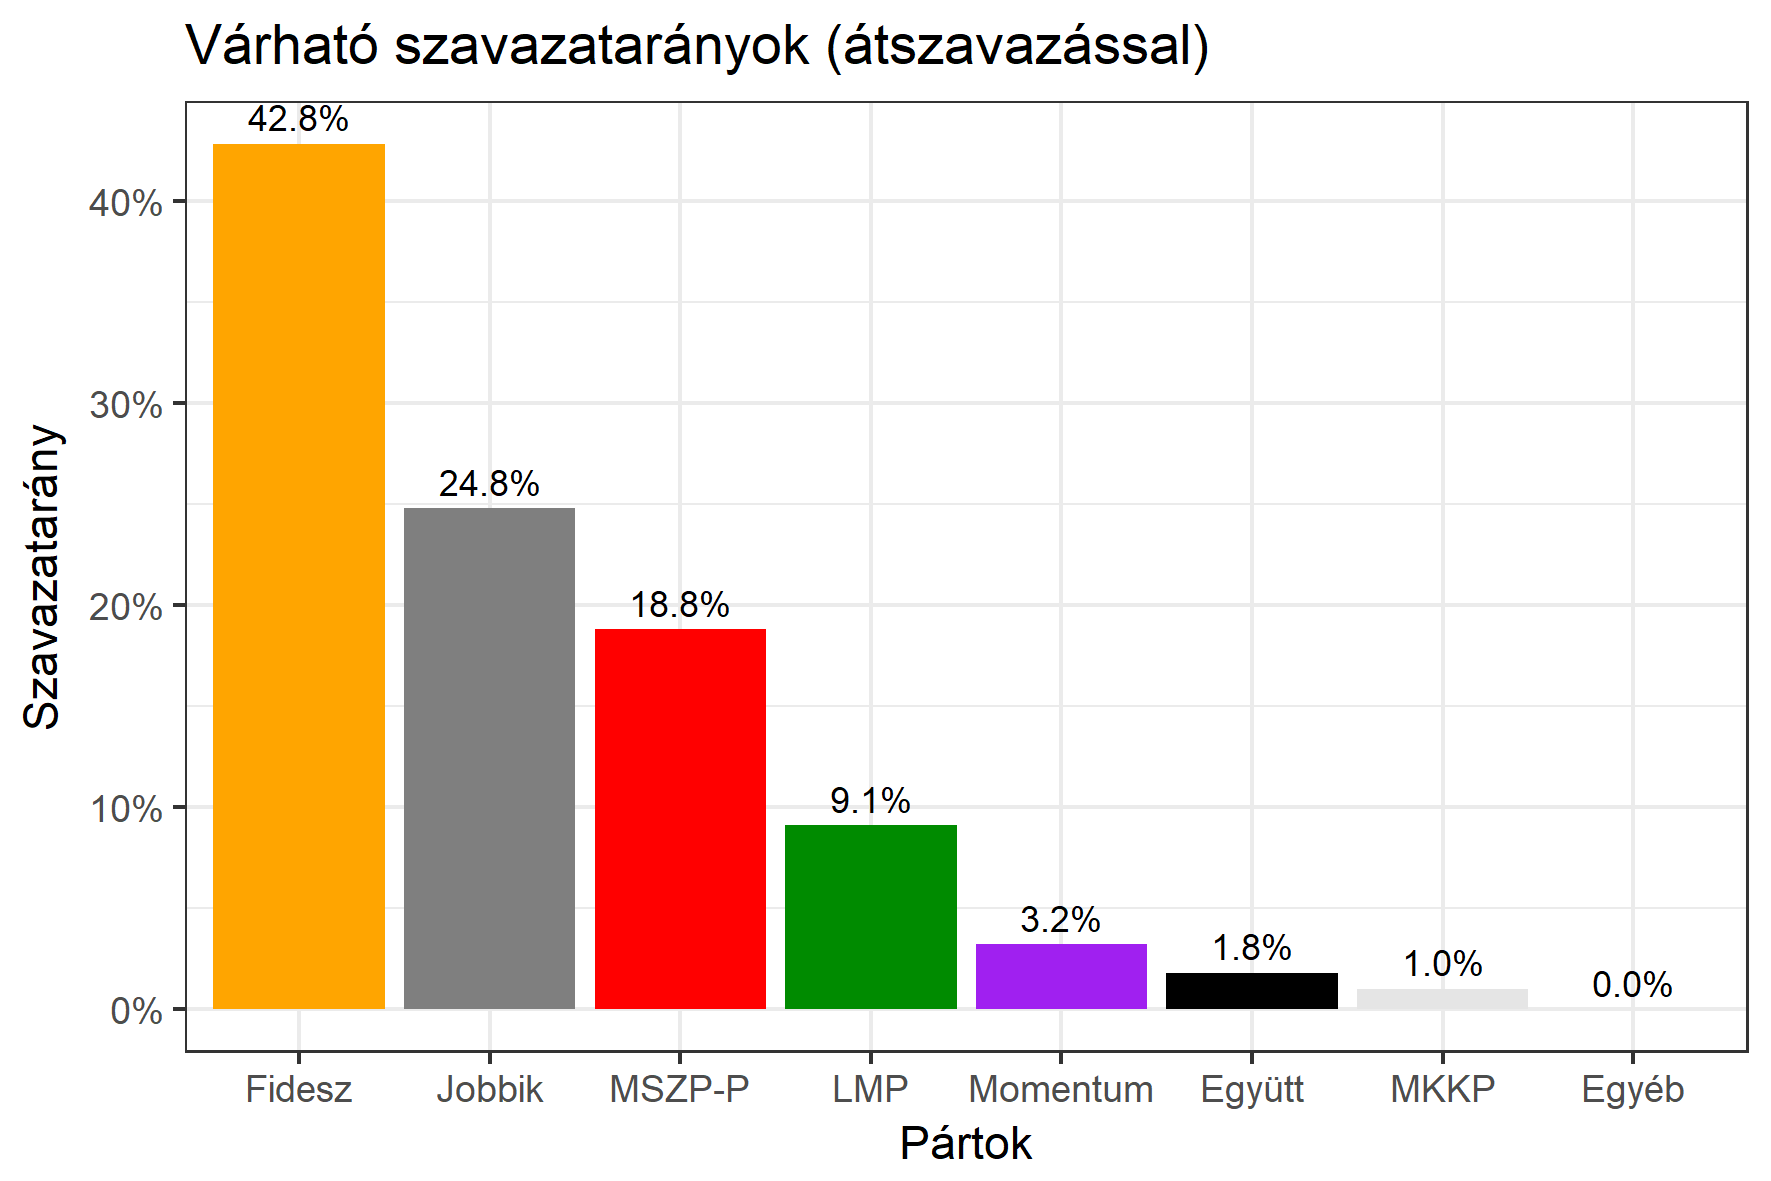 Várható szavazatarányok (átszavazással)
42.8%
24.8%
18.8%
9.1%
3.2%
1.8%
1.0%
0.0%
40%
30%
20%
10%
0%
Szavazatarány
Fidesz
Jobbik
MSZP-P
LMP
Momentum
Együtt
MKKP
Egyéb
Pártok